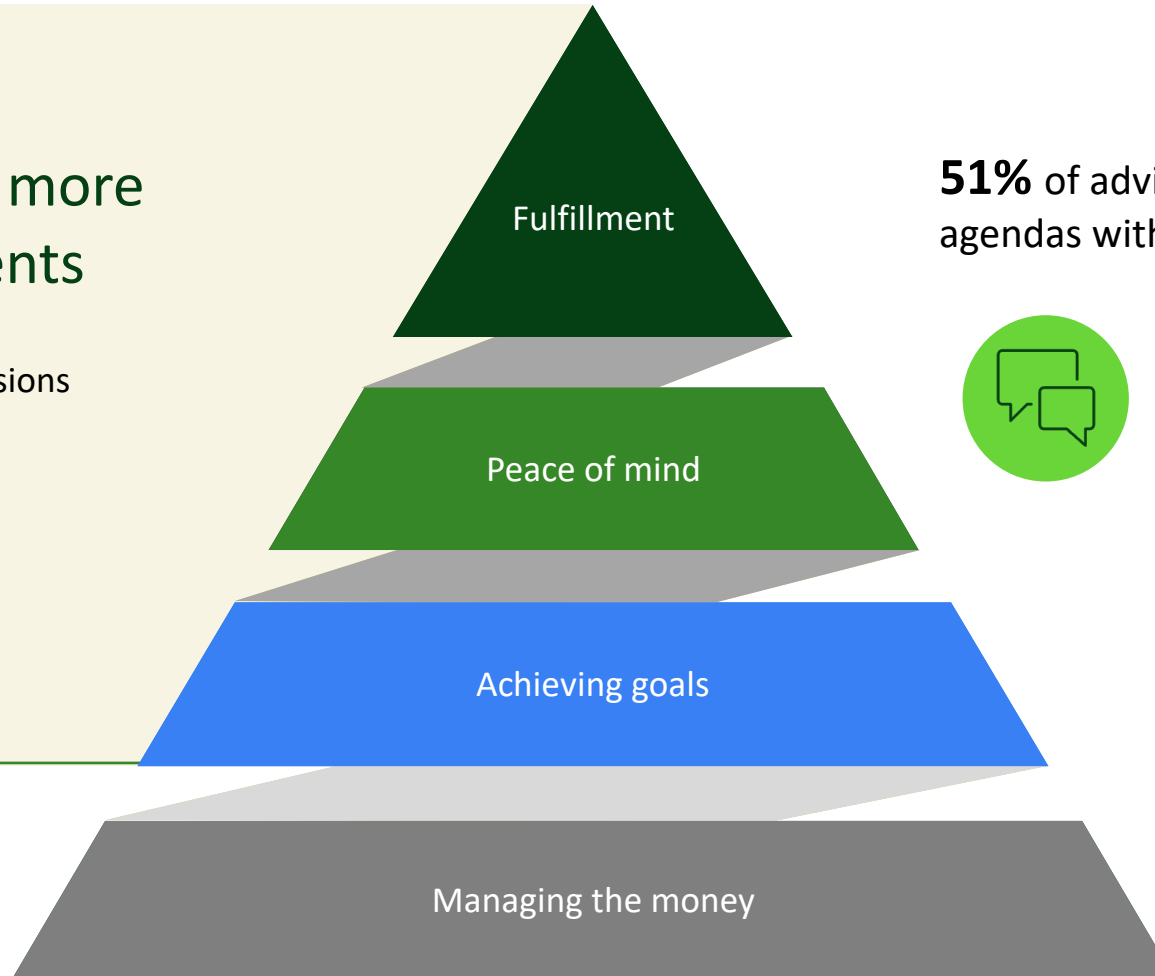 more
ents
sions
Fulfillment
Peace of mind
Achieving goals
Managing the money
51% of advi
agendas with